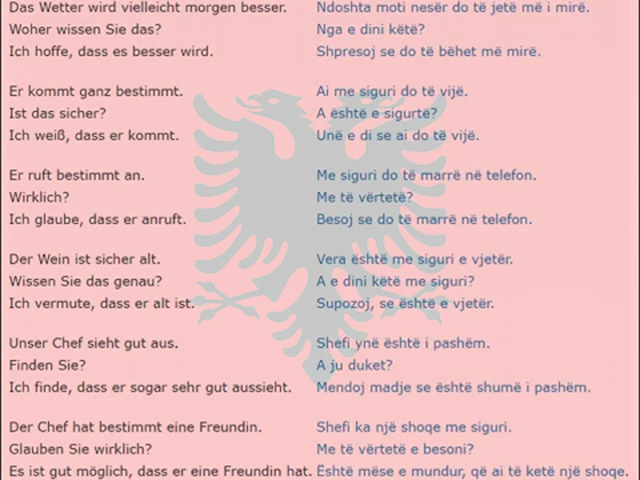 Das Wetter wird vielleicht morgen besser. Ndoshta moti nesër do të jetë më i mirë.
Woher wissen Sie das? Nga e dini këtë?
Ich hoffe, dass es besser wird. Shpresoj se do të bëhet më mirë.
Er kommt ganz bestimmt. Ai me siguri do të vijë.
Ist das sicher? A është e sigurtë?
Ich weiß, dass er kommt. Unë e di se ai do të vijë.
Er ruft bestimmt an. Me siguri do të marrë në telefon.
Wirklich? Me të vërtetë?
Ich glaube, dass er anruft. Besoj se do të marrë në telefon.
Der Wein ist sicher alt. Vera është me siguri e vjetër.
Wissen Sie das genau? A e dini këtë me siguri?
Ich vermute, dass er alt ist. Supozoj, se është e vjetër.
Unser Chef sieht gut aus. Shefi ynë është i pashëm.
Finden Sie? A ju duket?
Ich finde, dass er sogar sehr gut aussieht. Mendoj madje se është shumë i pashëm.
Der Chef hat bestimmt eine Freundin. Shefi ka një shoqe me siguri.
Glauben Sie wirklich? Me të vërtetë e besoni?
Es ist gut möglich, dass er eine Freundin hat. Është mëse e mundur, që ai të ketë një shoqe.